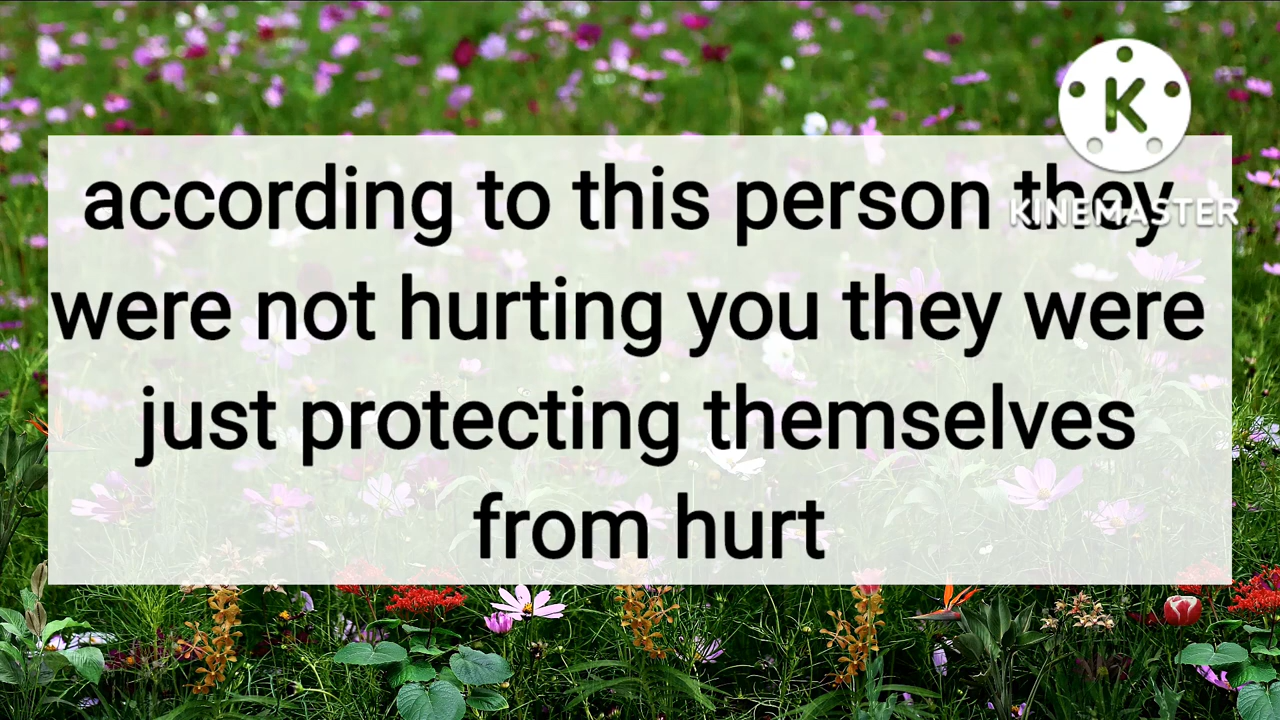 K
KINEMASTER
according to this person they
were not hurting you they were
just protecting themselves
from hurt